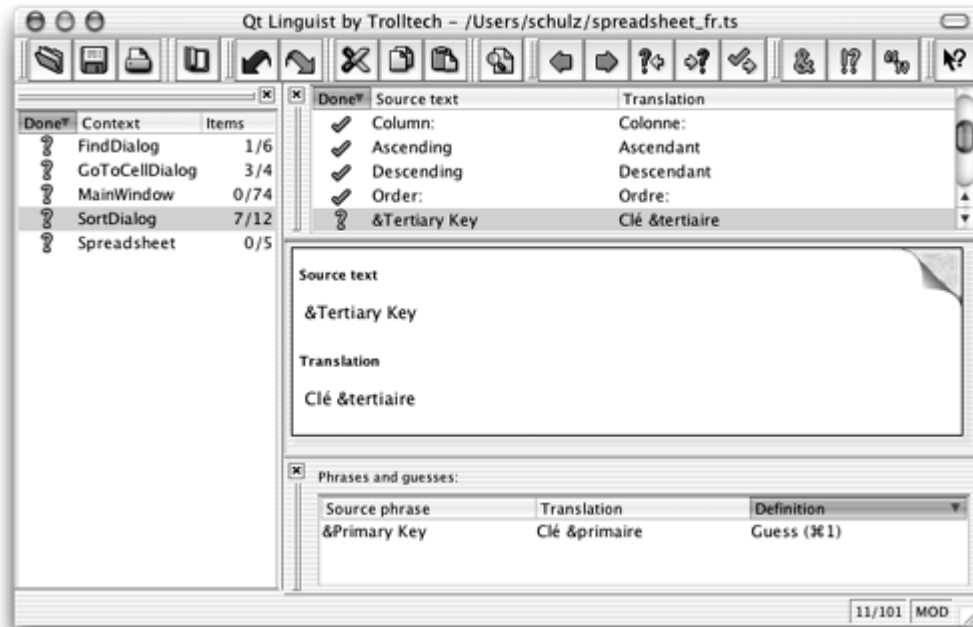 Qt Linguist by Trolltech – /Users/schulz/spreadsheet_fr.ts
Done Context Items
FindDialog 1/6
GoToCellDialog 3/4
MainWindow 0/74
SortDialog 7/12
Spreadsheet 0/5
Done Source text Translation
Column: Colonne:
Ascending Ascendant
Descending Descendant
Order: Ordre:
&Tertiary Key Clé &tertiaire
Source text
&Tertiary Key
Translation
Clé &tertiaire
Phrases and guesses:
Source phrase Translation Definition
&Primary Key Clé &primaire Guess (⌘1)
11/101 MOD